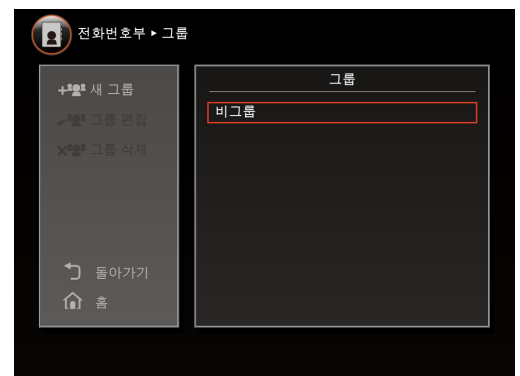 전화번호부 ▸ 그룹
새 그룹
그룹 편집
그룹 삭제
돌아가기
홈
그룹
비그룹